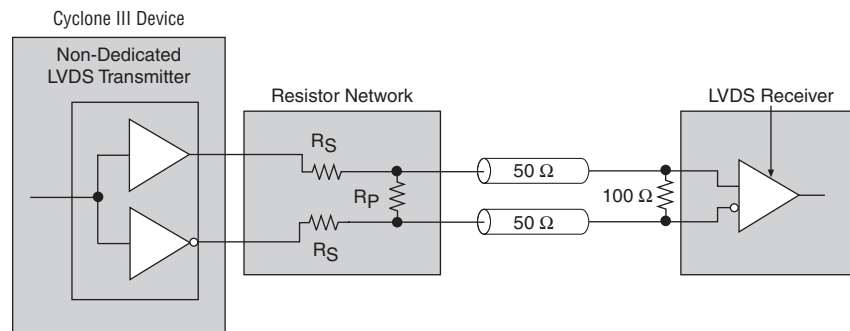 Cyclone III Device
Non-Dedicated
LVDS Transmitter
Resistor Network
LVDS Receiver
RS
50 Ω
RP
100 Ω
50 Ω
RS